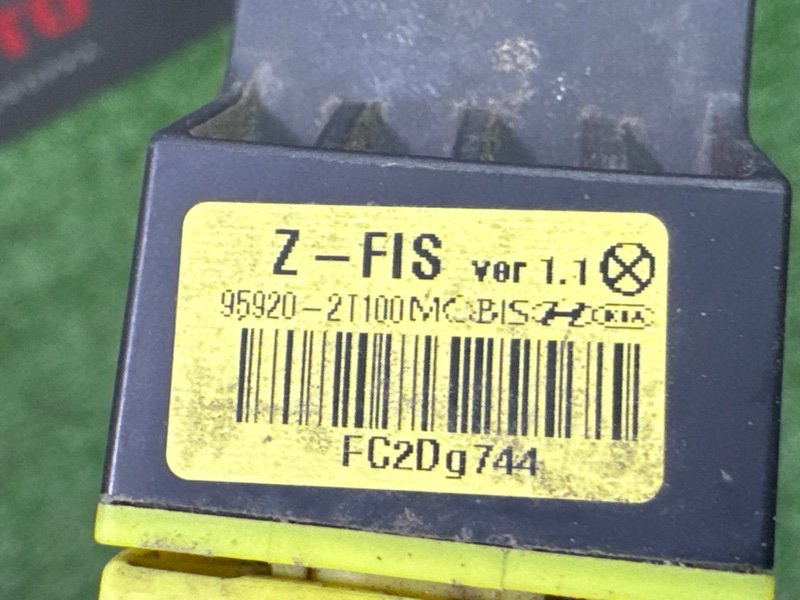 Z-FIS ver 1.1
95920-2T100 MOBIS KIA
FC2Dg744